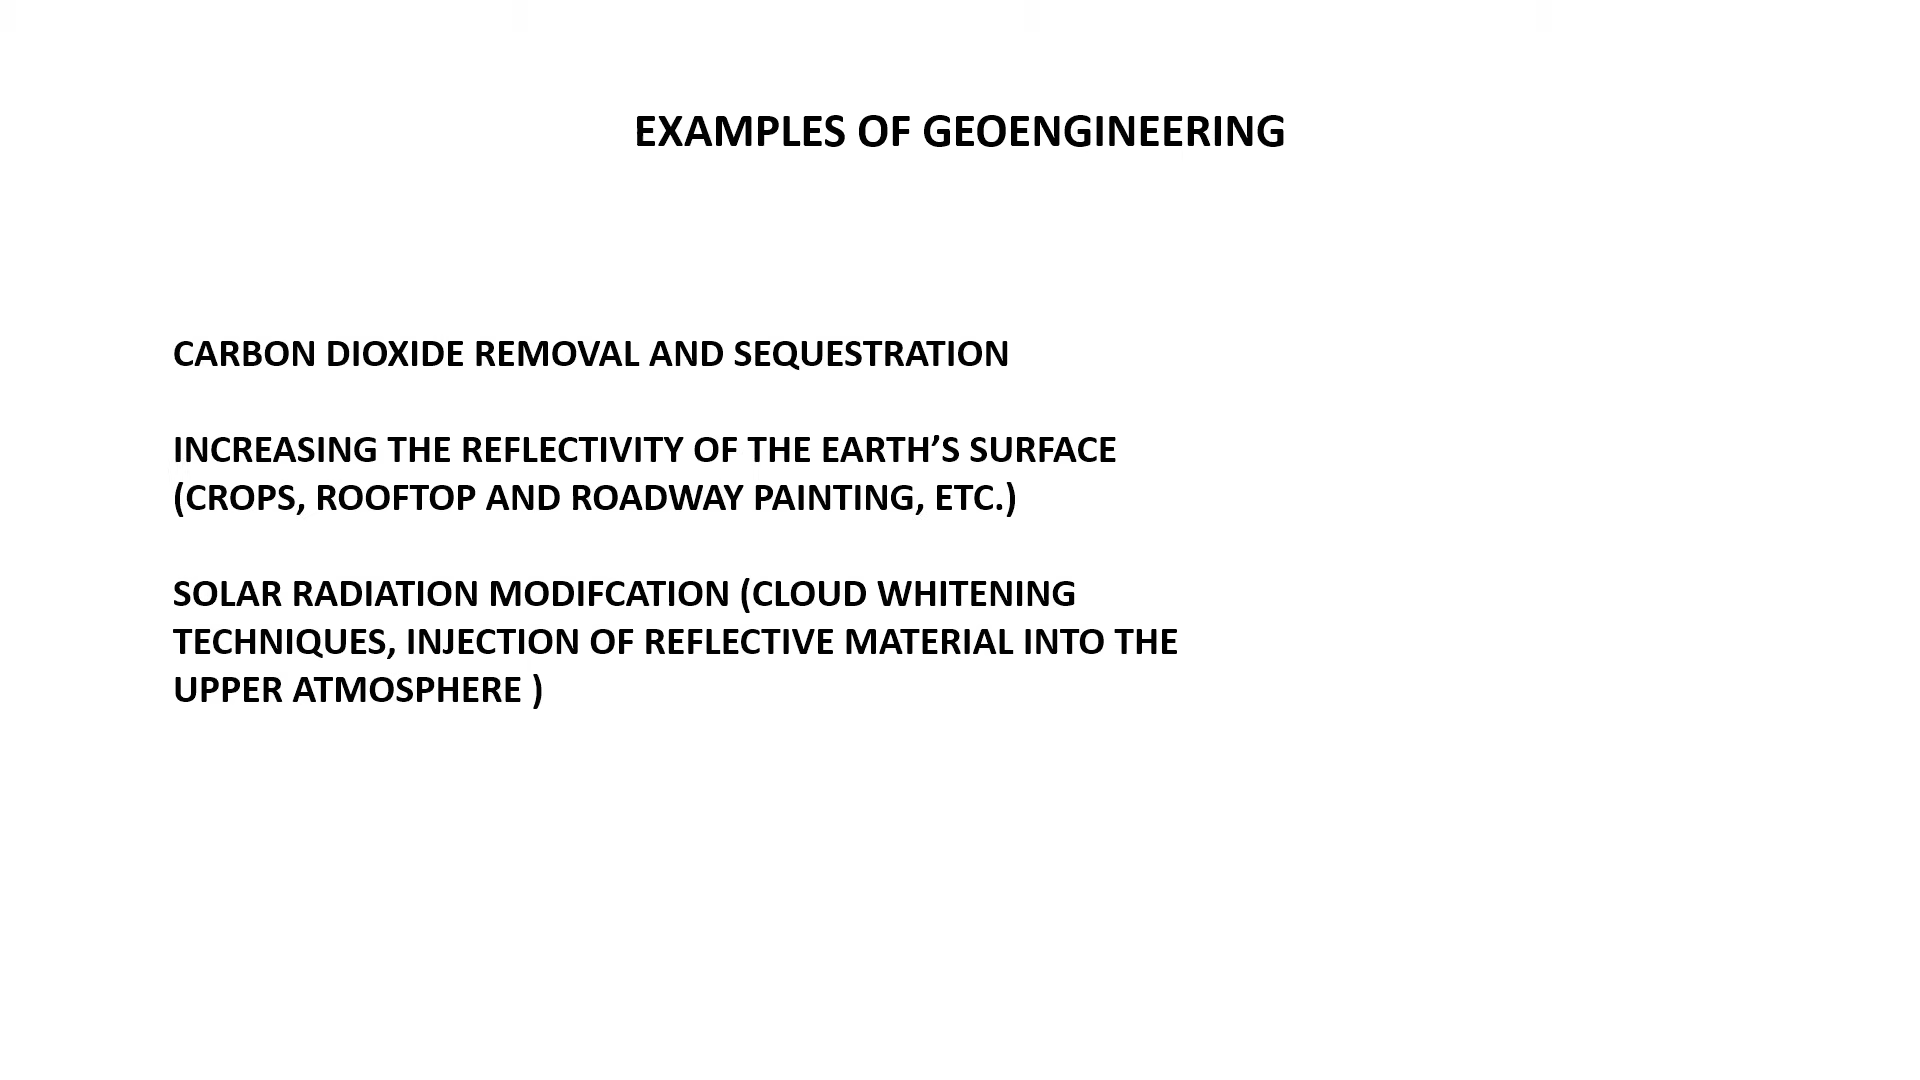 EXAMPLES OF GEOENGINEERING
CARBON DIOXIDE REMOVAL AND SEQUESTRATION
INCREASING THE REFLECTIVITY OF THE EARTH’S SURFACE
(CROPS, ROOFTOP AND ROADWAY PAINTING, ETC.)
SOLAR RADIATION MODIFCATION (CLOUD WHITENING
TECHNIQUES, INJECTION OF REFLECTIVE MATERIAL INTO THE
UPPER ATMOSPHERE )